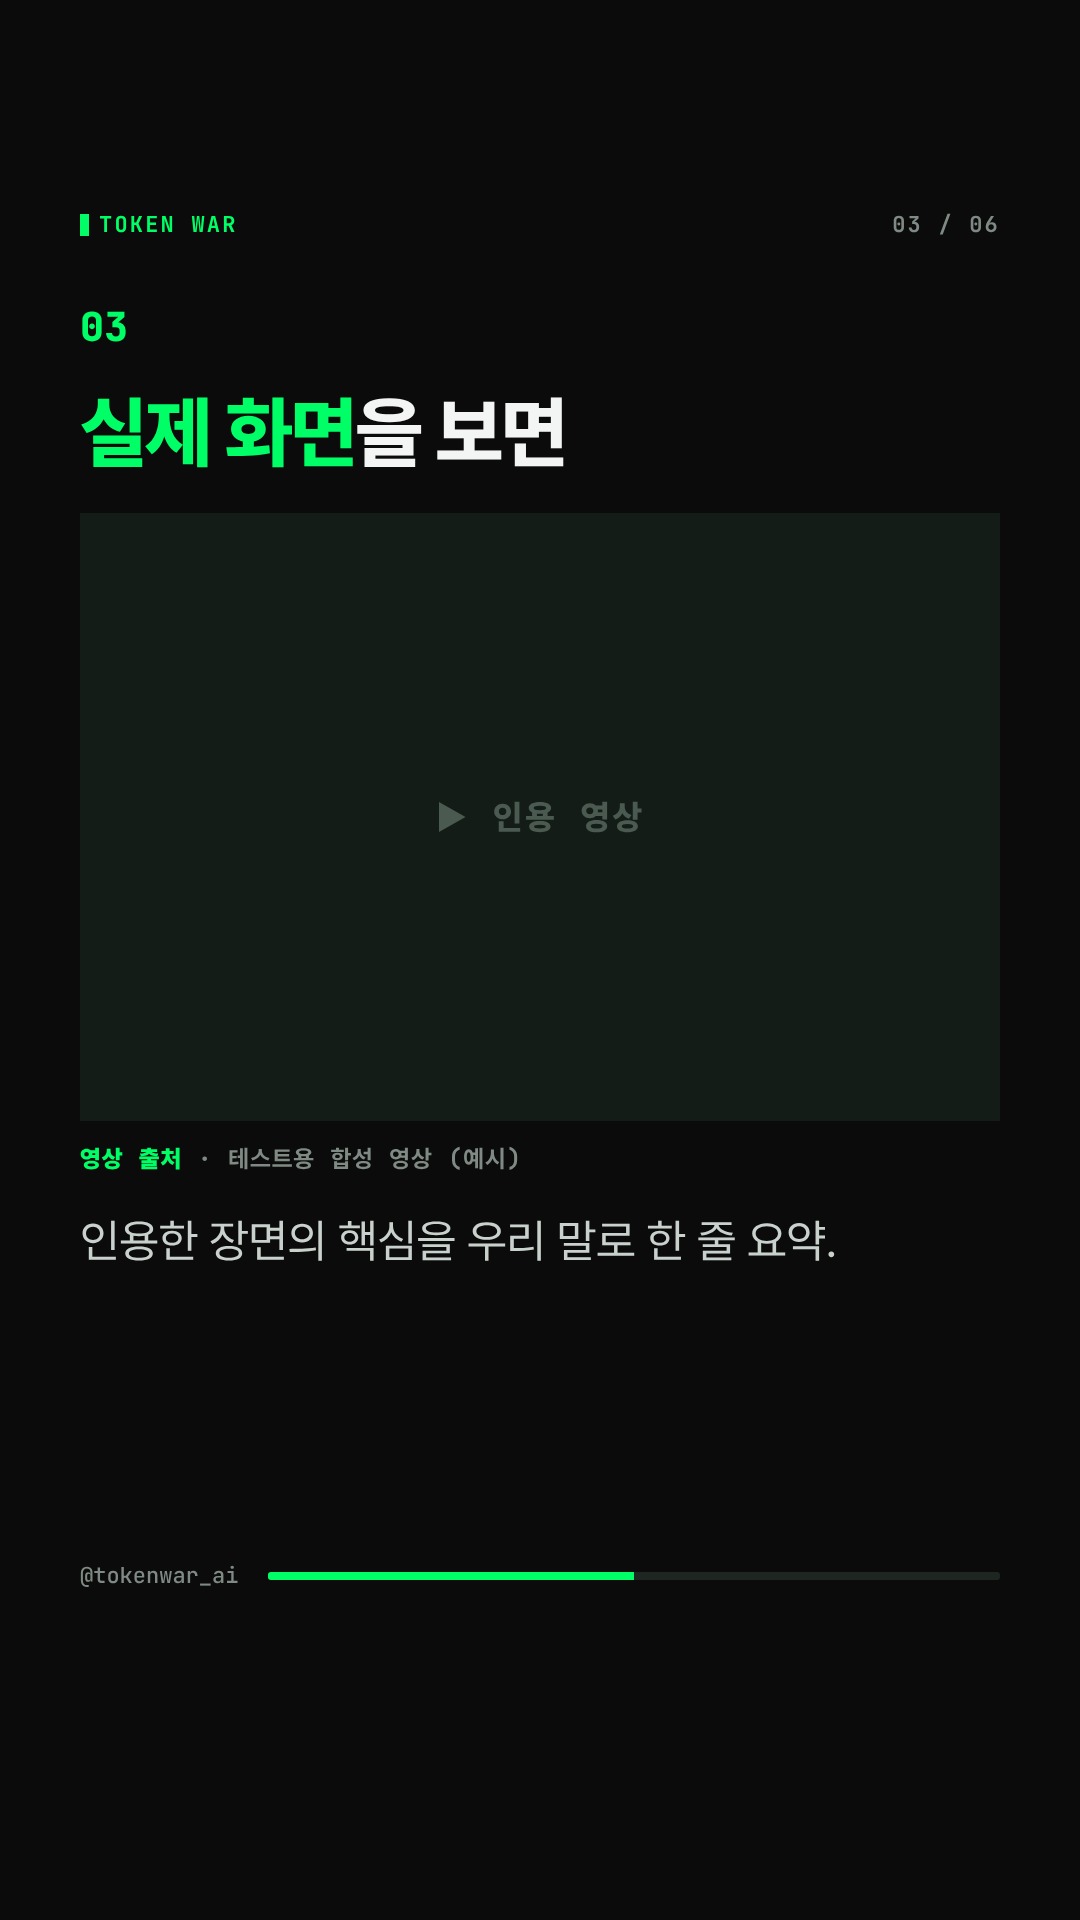 TOKEN WAR
03 / 06
03
실제 화면을 보면
▶ 인용 영상
영상 출처 · 테스트용 합성 영상 (예시)
인용한 장면의 핵심을 우리 말로 한 줄 요약.
@tokenwar_ai